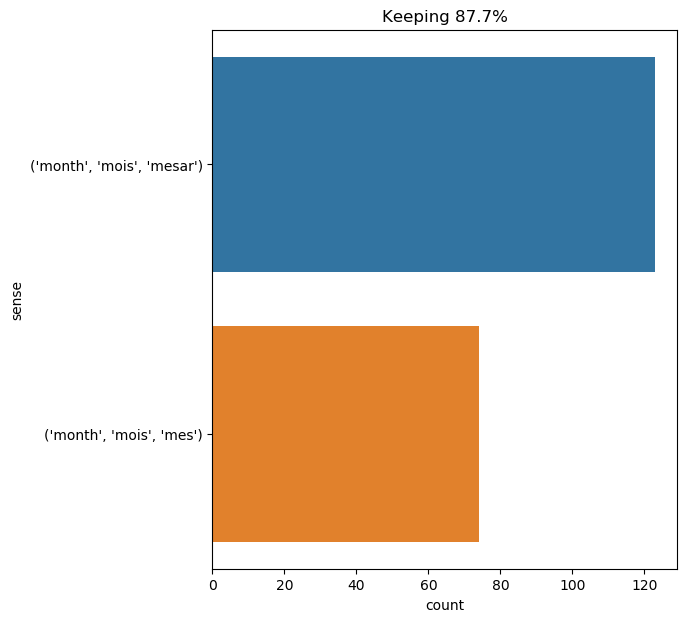 Keeping 87.7%
('month', 'mois', 'mesar')
sense
('month', 'mois', 'mes')
0 20 40 60 80 100 120
count